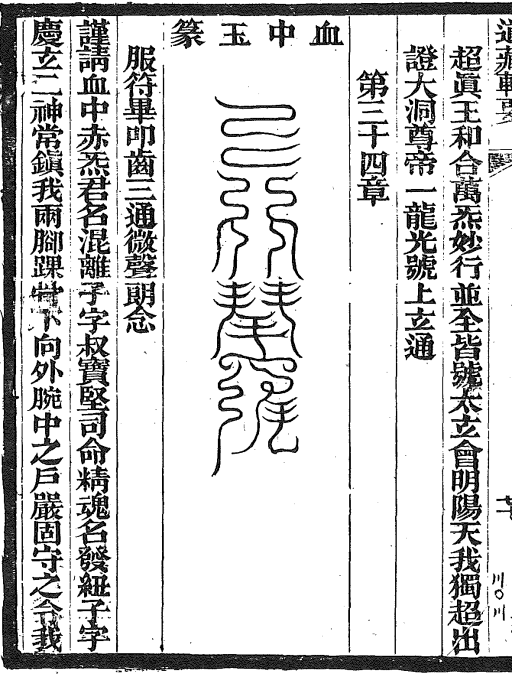 道藏輯要
超眞王和合萬炁妙行並全皆號太玄會明陽天我獨超出
證大洞尊帝一龍光號上玄通
第三十四章
血中玉篆
服符畢叩齒三通微聲朗念
謹請血中赤炁君名混離子字叔寶堅司命精魂名發紐子字
慶玄二神常鎭我兩腳踝骨下向外腕中之戶嚴固守之令我